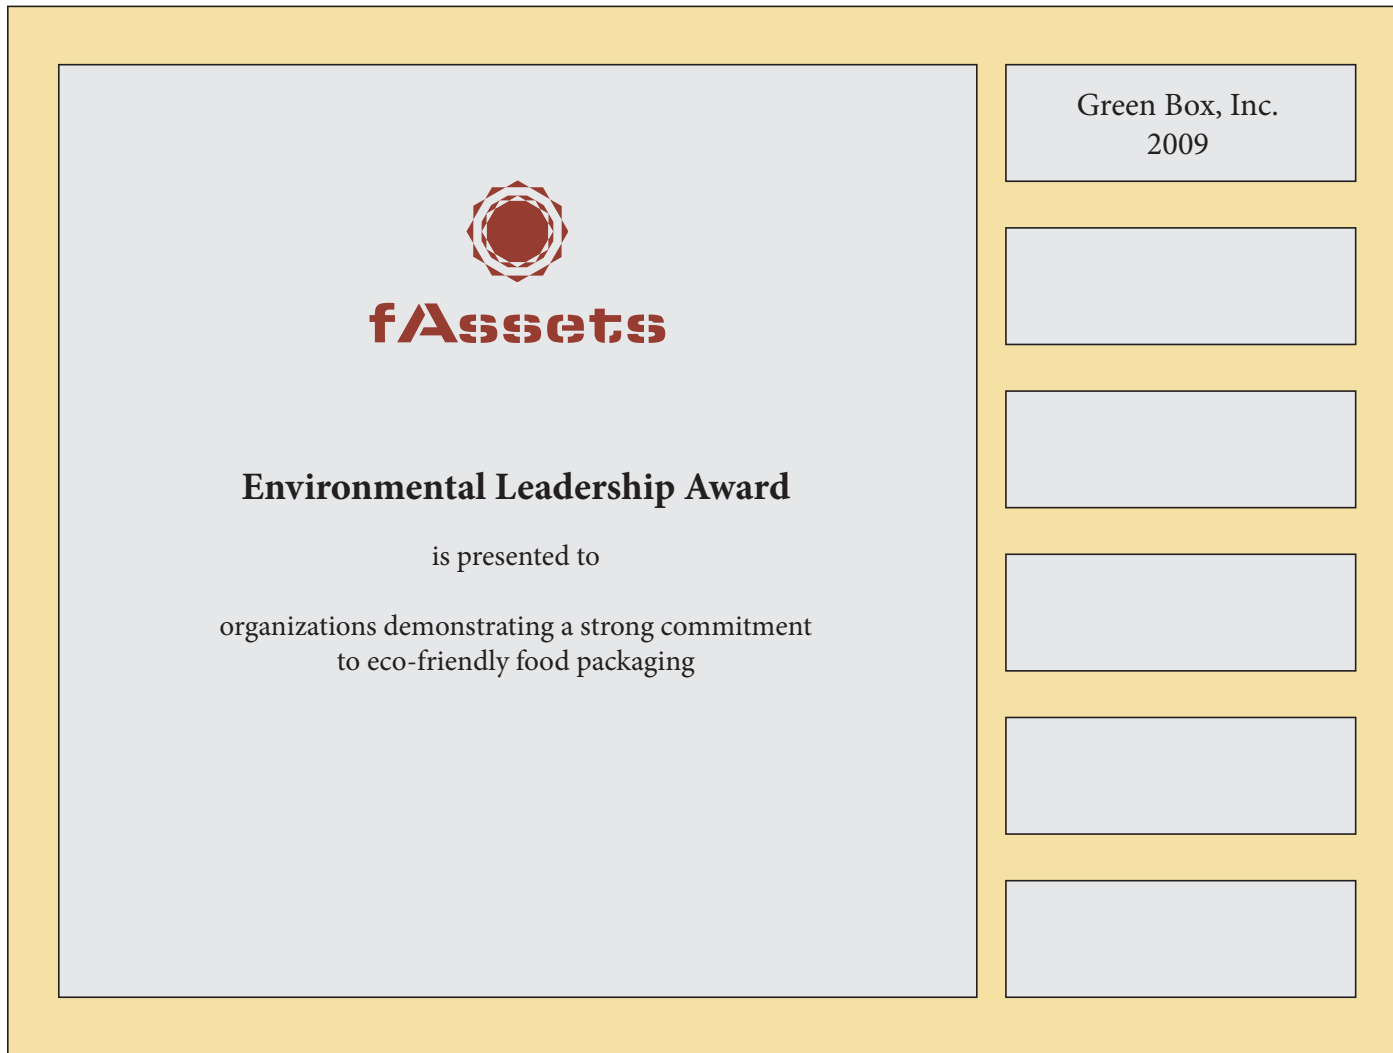 fAssets
Environmental Leadership Award
is presented to
organizations demonstrating a strong commitment
to eco-friendly food packaging
Green Box, Inc.
2009